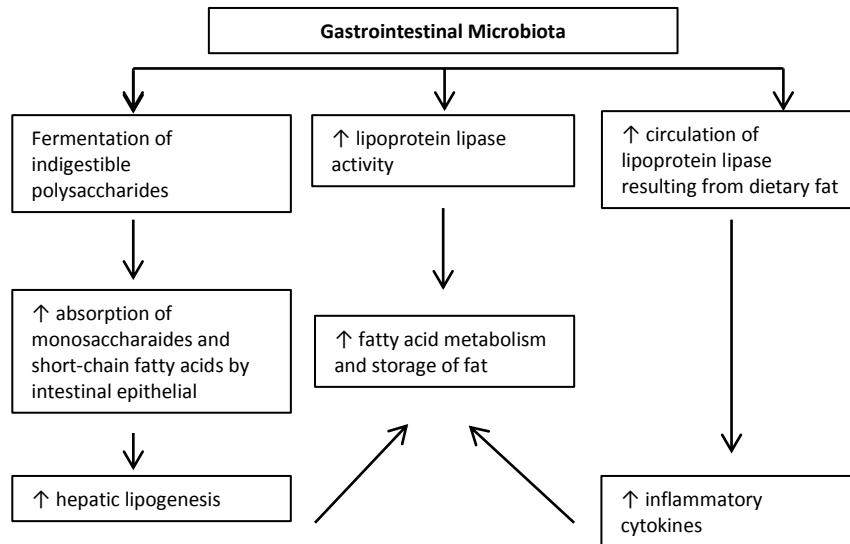 Gastrointestinal Microbiota
Fermentation of
indigestible
polysaccharides
↑ lipoprotein lipase
activity
↑ circulation of
lipoprotein lipase
resulting from dietary fat
↑ absorption of
monosaccharaides and
short-chain fatty acids by
intestinal epithelial
↑ fatty acid metabolism
and storage of fat
↑ hepatic lipogenesis
↑ inflammatory
cytokines